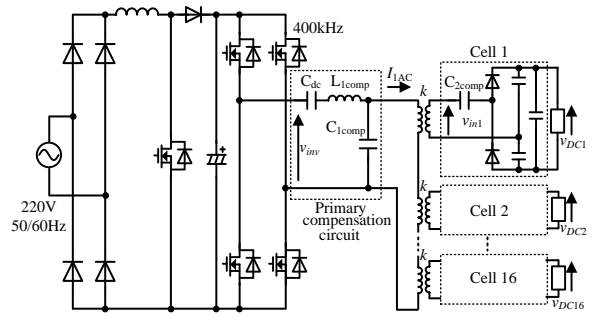 400kHz
Cell 1
I1AC
Cdc
L1comp
k
C2comp
C1comp
vinv
vin1
vDC1
220V
50/60Hz
Primary
compensation
circuit
k
Cell 2
vDC2
k
Cell 16
vDC16
+